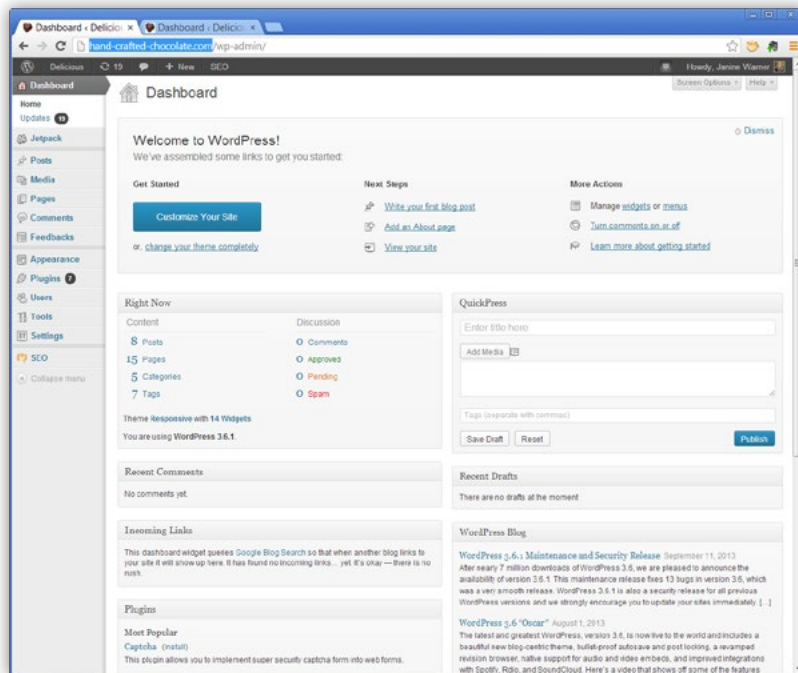 Dashboard ‹ Delicio
Dashboard ‹ Delicio
hand-crafted-chocolate.com/wp-admin/
Delicious 19 + New SEO
Howdy, Janine Warner
Screen Options
Help
Dashboard
Home
Updates 19
Jetpack
Posts
Media
Pages
Comments
Feedbacks
Appearance
Plugins 7
Users
Tools
Settings
SEO
Collapse menu
Dashboard
Dismiss
Welcome to WordPress!
We've assembled some links to get you started:
Get Started
Customize Your Site
or, change your theme completely
Next Steps
Write your first blog post
Add an About page
View your site
More Actions
Manage widgets or menus
Turn comments on or off
Learn more about getting started
Right Now
Content
Discussion
8 Posts
0 Comments
15 Pages
0 Approved
5 Categories
0 Pending
7 Tags
0 Spam
Theme Responsive with 14 Widgets
You are using WordPress 3.6.1.
Recent Comments
No comments yet.
Incoming Links
This dashboard widget queries Google Blog Search so that when another blog links to
your site it will show up here. It has found no incoming links… yet. It's okay — there is no
rush.
Plugins
Most Popular
Captcha (Install)
This plugin allows you to implement super security captcha form into web forms.
QuickPress
Enter title here
Add Media
Tags (separate with commas)
Save Draft
Reset
Publish
Recent Drafts
There are no drafts at the moment
WordPress Blog
WordPress 3.6.1 Maintenance and Security Release September 11, 2013
After nearly 7 million downloads of WordPress 3.6, we are pleased to announce the
availability of version 3.6.1. This maintenance release fixes 13 bugs in version 3.6, which
was a very smooth release. WordPress 3.6.1 is also a security release for all previous
WordPress versions and we strongly encourage you to update your sites immediately. […]
WordPress 3.6 "Oscar" August 1, 2013
The latest and greatest WordPress, version 3.6, is now live to the world and includes a
beautiful new blog-centric theme, bullet-proof autosave and post locking, a revamped
revision browser, native support for audio and video embeds, and improved integrations
with Spotify, Rdio, and SoundCloud. Here's a video that shows off some of the features